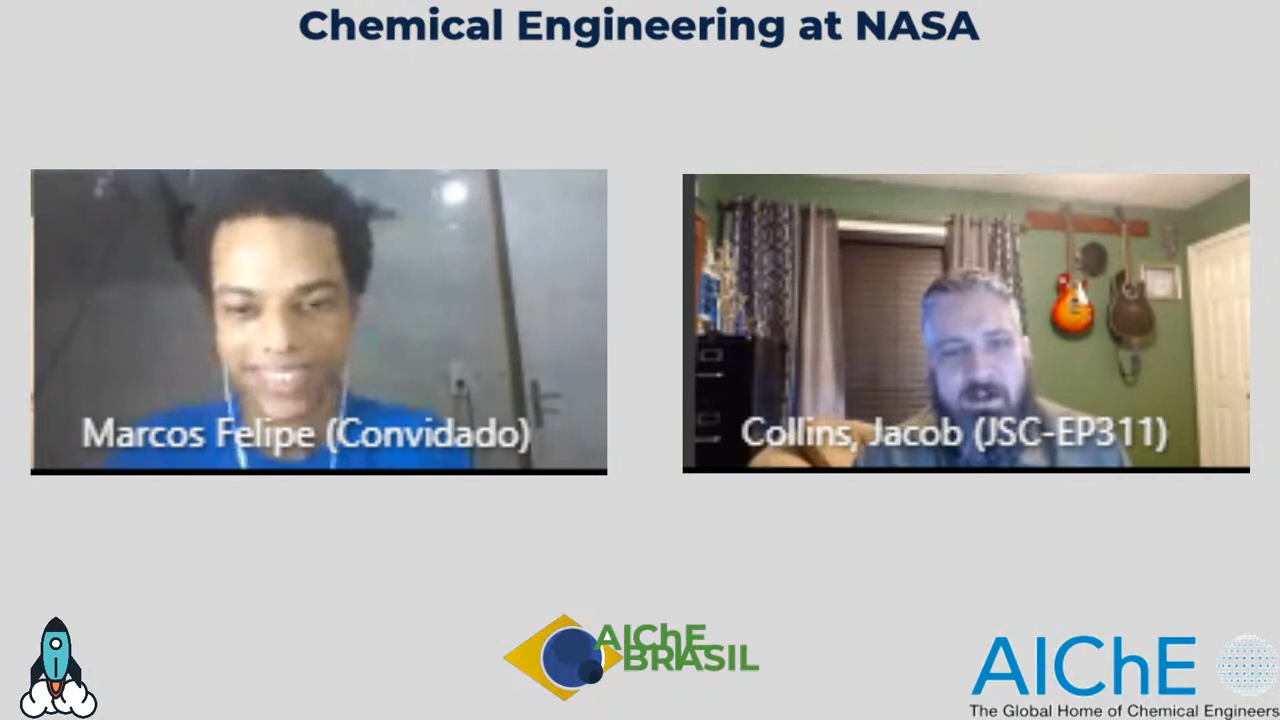 Chemical Engineering at NASA
Marcos Felipe (Convidado)
Collins, Jacob (JSC-EP311)
AIChE
BRASIL
AIChE
The Global Home of Chemical Engineers